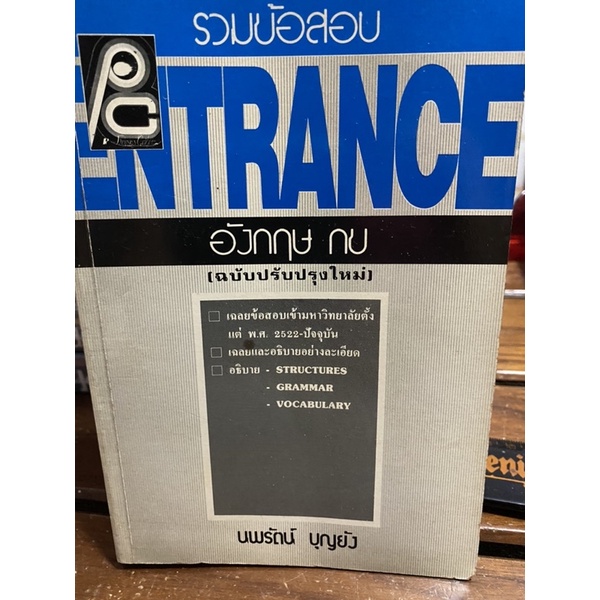 รวมข้อสอบ
PC
ENTRANCE
อังกฤษ กข
(ฉบับปรับปรุงใหม่)
เฉลยข้อสอบเข้ามหาวิทยาลัยตั้ง
แต่ พ.ศ. 2522-ปัจจุบัน
เฉลยและอธิบายอย่างละเอียด
อธิบาย - STRUCTURES
- GRAMMAR
- VOCABULARY
นพรัตน์ บุญยัง
eni